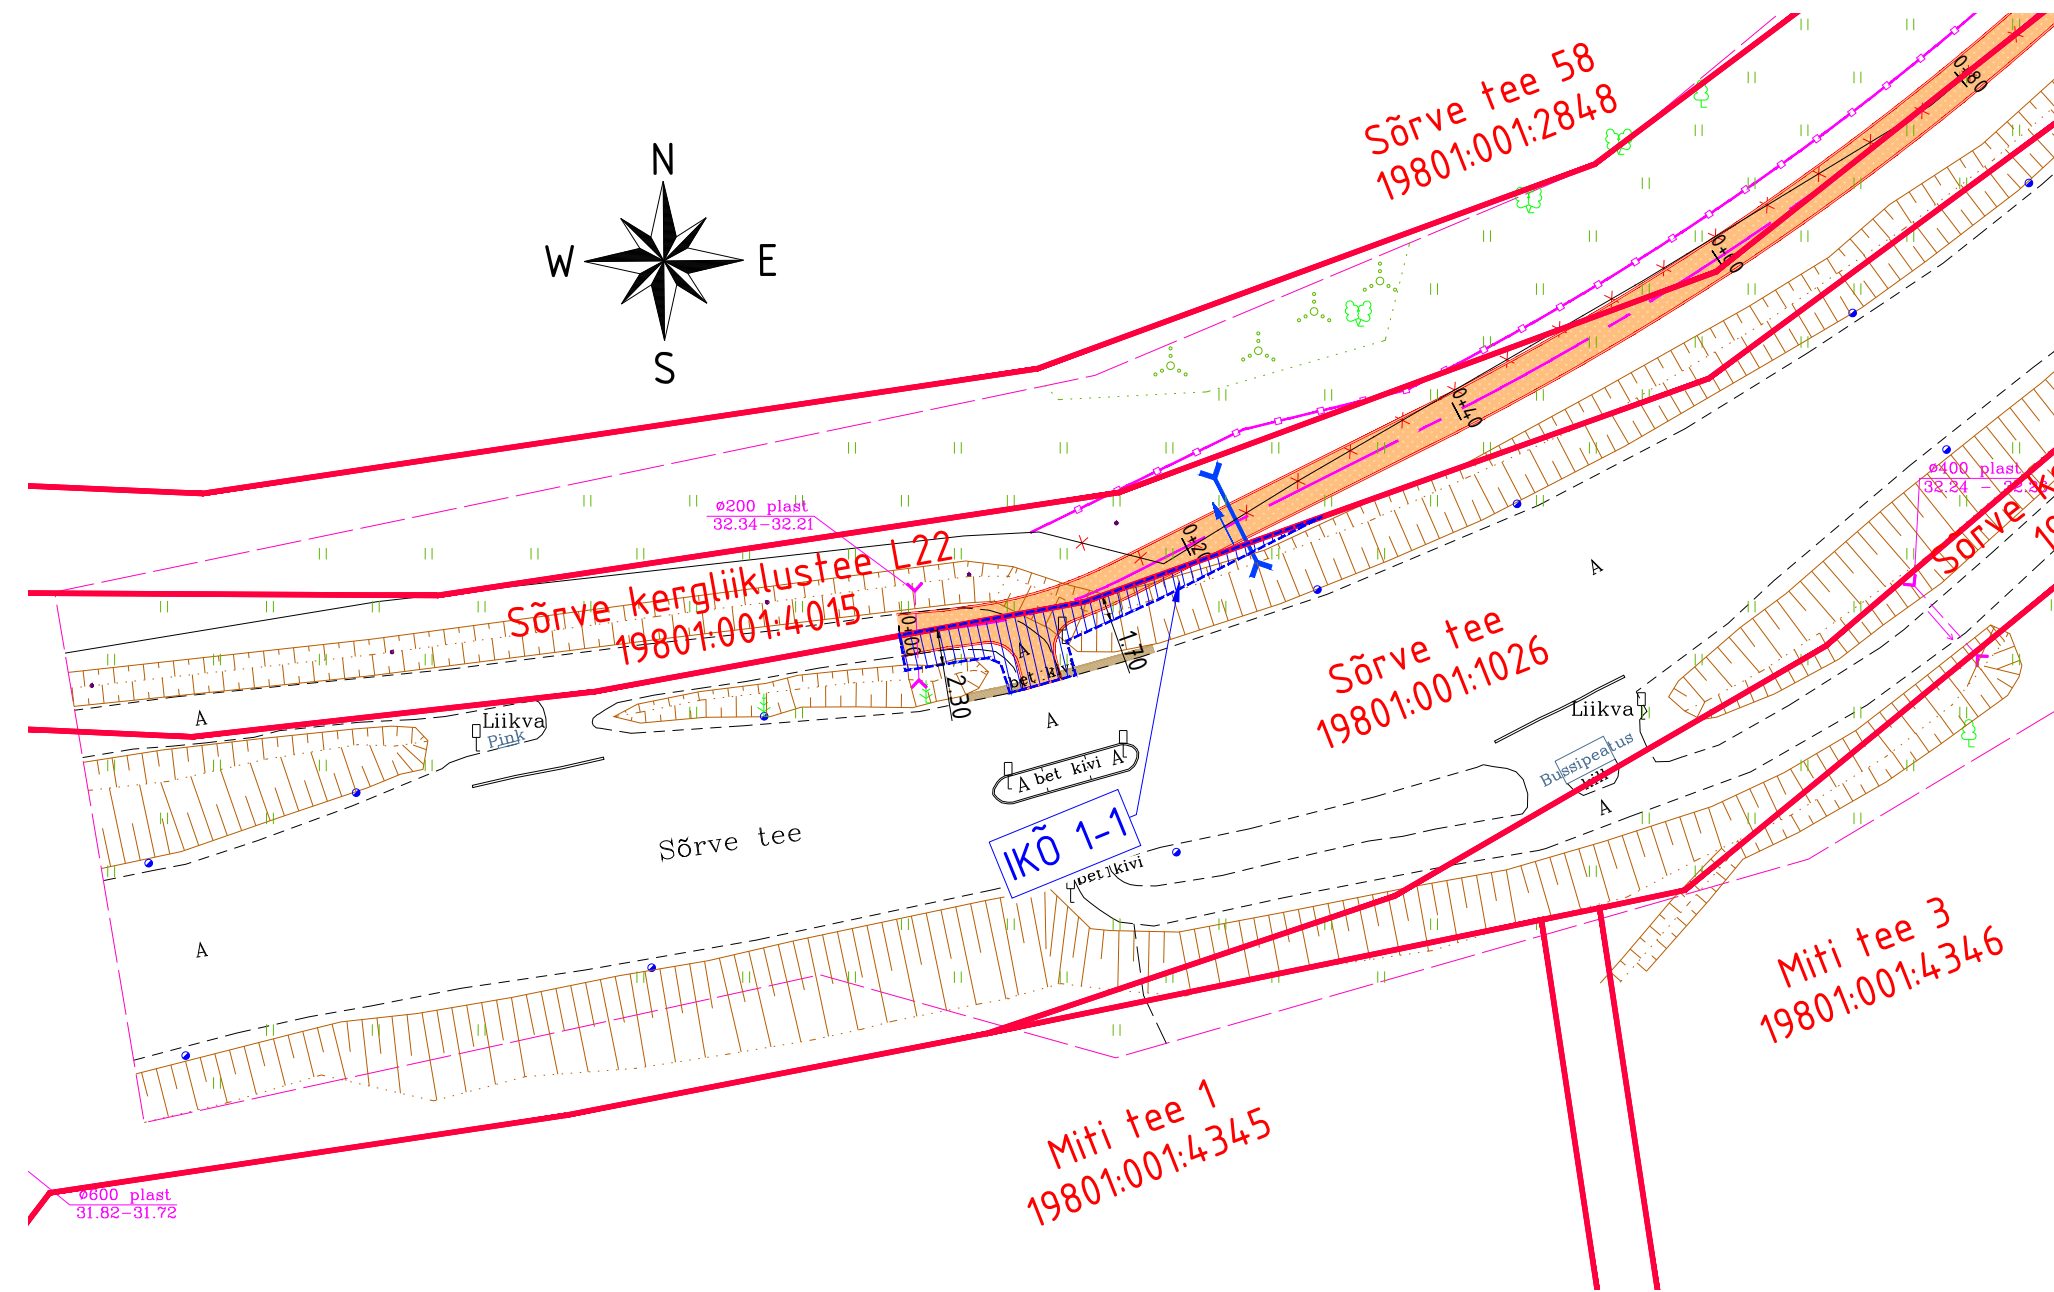 Sõrve tee 58
19801:001:2848
0+80
N
W
E
S
0+60
0+40
ø400 plast
ø200 plast
32.34-32.21
0+20
Sõrve kergliiklustee L22
19801:001:4015
0+00
A
A
1.70
bet kivi
2.30
Sõrve tee
19801:001:1026
A
Liikva
Pink
A
Liikva
Bussipeatus
kill
A
A bet kivi A
Sõrve tee
IKÕ 1-1
bet kivi
A
Miti tee 3
19801:001:4346
Miti tee 1
19801:001:4345
ø600 plast
31.82-31.72